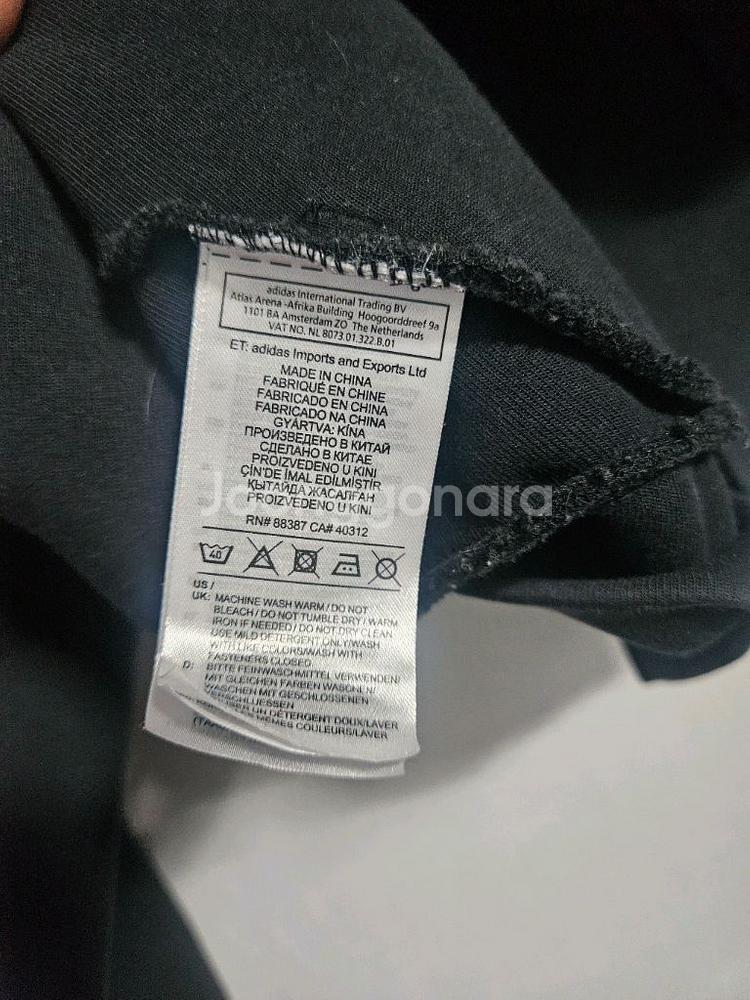 adidas International Trading BV
Atlas Arena -Afrika Building Hoogoorddreef 9a
1101 BA Amsterdam ZO The Netherlands
VAT NO. NL 8073.01.322.B.01
ET: adidas Imports and Exports Ltd
MADE IN CHINA
FABRIQUÉ EN CHINE
FABRICADO EN CHINA
FABRICADO NA CHINA
GYÁRTVA: KÍNA
ПРОИЗВЕДЕНО В КИТАЙ
СДЕЛАНО В КИТАЕ
PROIZVEDENO U KINI
ÇİN'DE İMAL EDİLMİŞTİR
ҚЫТАЙДА ЖАСАЛҒАН
PROIZVEDENO U KINI
RN# 88387 CA# 40312
40
US /
UK: MACHINE WASH WARM / DO NOT
BLEACH / DO NOT TUMBLE DRY / WARM
IRON IF NEEDED / DO NOT DRY CLEAN
USE MILD DETERGENT ONLY/WASH
WITH LIKE COLORS/WASH WITH
FASTENERS CLOSED
D: BITTE FEINWASCHMITTEL VERWENDEN/
MIT GLEICHEN FARBEN WASCHEN/
WASCHEN MIT GESCHLOSSENEN
VERSCHLUESSEN
UN DÉTERGENT DOUX/LAVER
MÊMES COULEURS/LAVER
Joonggonara